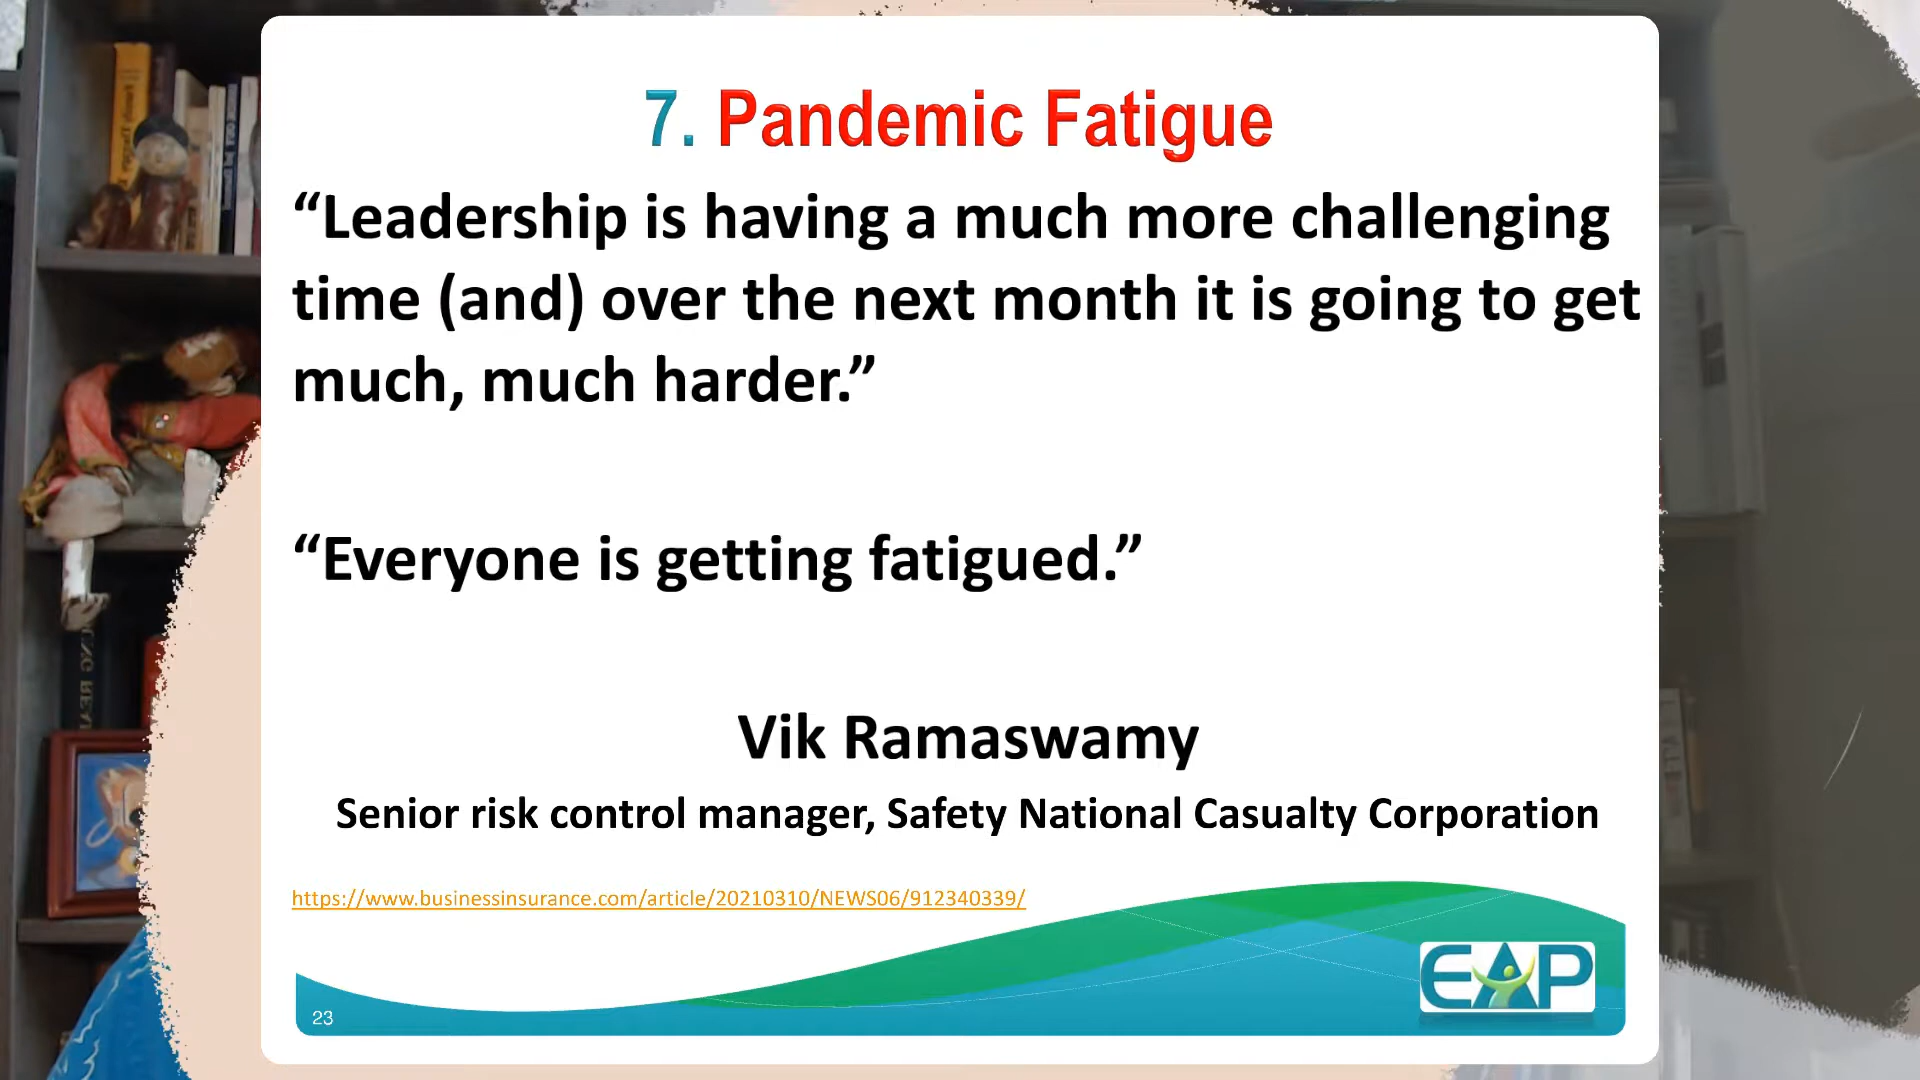 7. Pandemic Fatigue
“Leadership is having a much more challenging
time (and) over the next month it is going to get
much, much harder.”
“Everyone is getting fatigued.”
Vik Ramaswamy
Senior risk control manager, Safety National Casualty Corporation
https://www.businessinsurance.com/article/20210310/NEWS06/912340339/
EAP
23